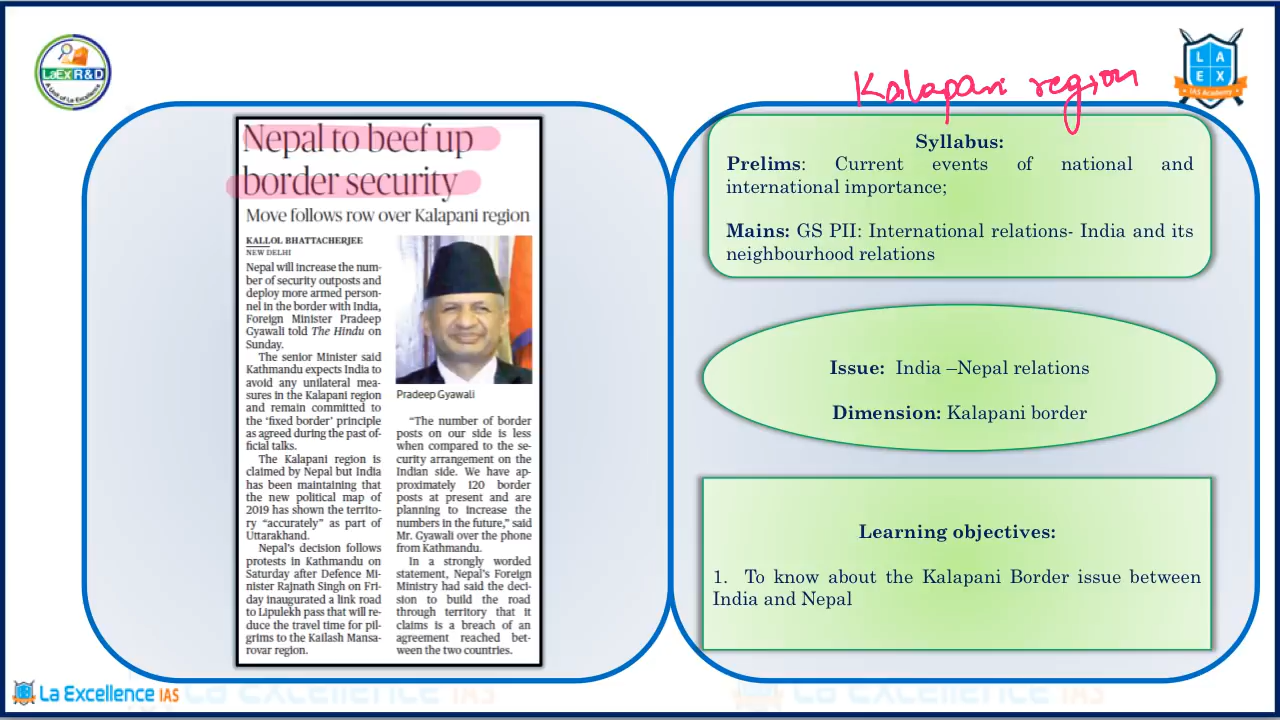 LaEx R&D
A Unit of La Excellence
L A
E X
IAS Academy
Kalapani region
Nepal to beef up
border security
Move follows row over Kalapani region
KALLOL BHATTACHERJEE
NEW DELHI
Nepal will increase the num-
ber of security outposts and
deploy more armed person-
nel in the border with India,
Foreign Minister Pradeep
Gyawali told The Hindu on
Sunday.
The senior Minister said
Kathmandu expects India to
avoid any unilateral mea-
sures in the Kalapani region
and remain committed to
the ‘fixed border’ principle
as agreed during the past of-
ficial talks.
The Kalapani region is
claimed by Nepal but India
has been maintaining that
the new political map of
2019 has shown the territo-
ry “accurately” as part of
Uttarakhand.
Nepal’s decision follows
protests in Kathmandu on
Saturday after Defence Mi-
nister Rajnath Singh on Fri-
day inaugurated a link road
to Lipulekh pass that will re-
duce the travel time for pil-
grims to the Kailash Mansa-
rovar region.
Pradeep Gyawali
“The number of border
posts on our side is less
when compared to the se-
curity arrangement on the
Indian side. We have ap-
proximately 120 border
posts at present and are
planning to increase the
numbers in the future,” said
Mr. Gyawali over the phone
from Kathmandu.
In a strongly worded
statement, Nepal’s Foreign
Ministry had said the deci-
sion to build the road
through territory that it
claims is a breach of an
agreement reached bet-
ween the two countries.
Syllabus:
Prelims: Current events of national and
international importance;
Mains: GS PII: International relations- India and its
neighbourhood relations
Issue: India –Nepal relations
Dimension: Kalapani border
Learning objectives:
1. To know about the Kalapani Border issue between
India and Nepal
La Excellence IAS